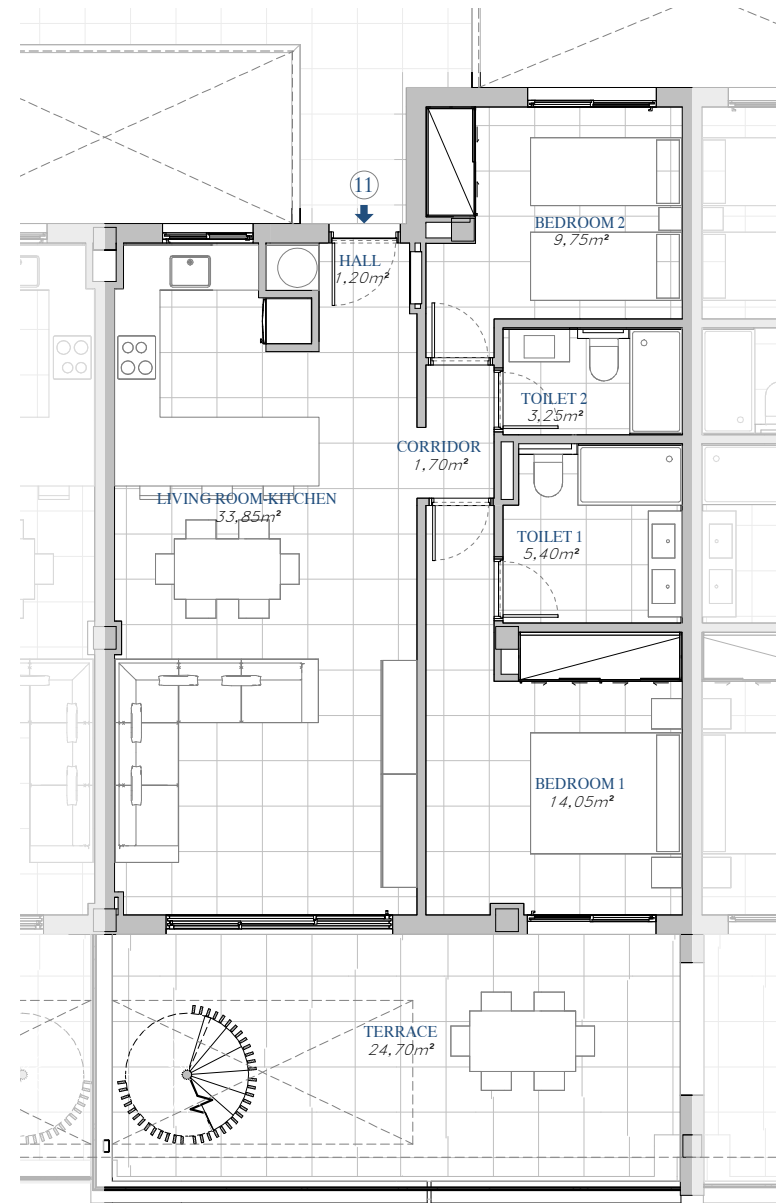 11
BEDROOM 2
9,75m²
HALL
1,20m²
TOILET 2
3,25m²
CORRIDOR
1,70m²
LIVING ROOM-KITCHEN
33,85m²
TOILET 1
5,40m²
BEDROOM 1
14,05m²
TERRACE
24,70m²